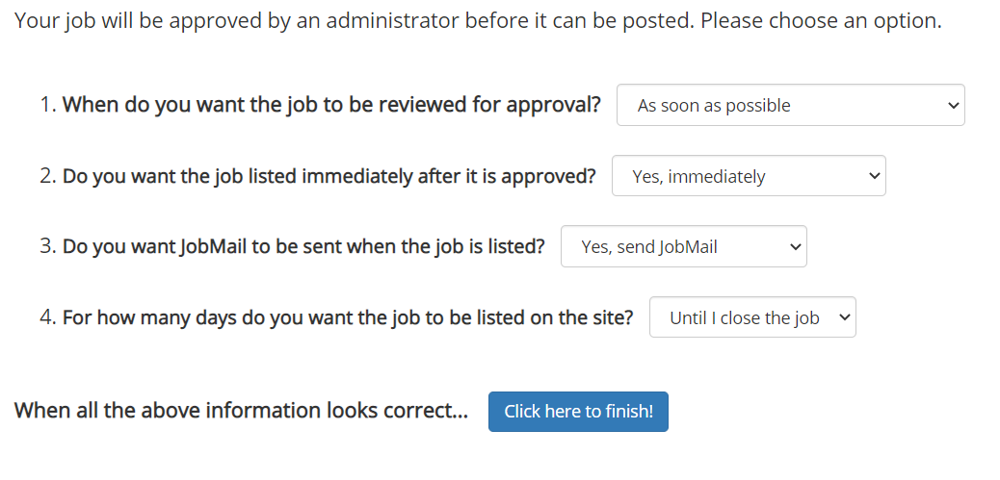 Your job will be approved by an administrator before it can be posted. Please choose an option.
1. When do you want the job to be reviewed for approval? As soon as possible
2. Do you want the job listed immediately after it is approved? Yes, immediately
3. Do you want JobMail to be sent when the job is listed? Yes, send JobMail
4. For how many days do you want the job to be listed on the site? Until I close the job
When all the above information looks correct... Click here to finish!